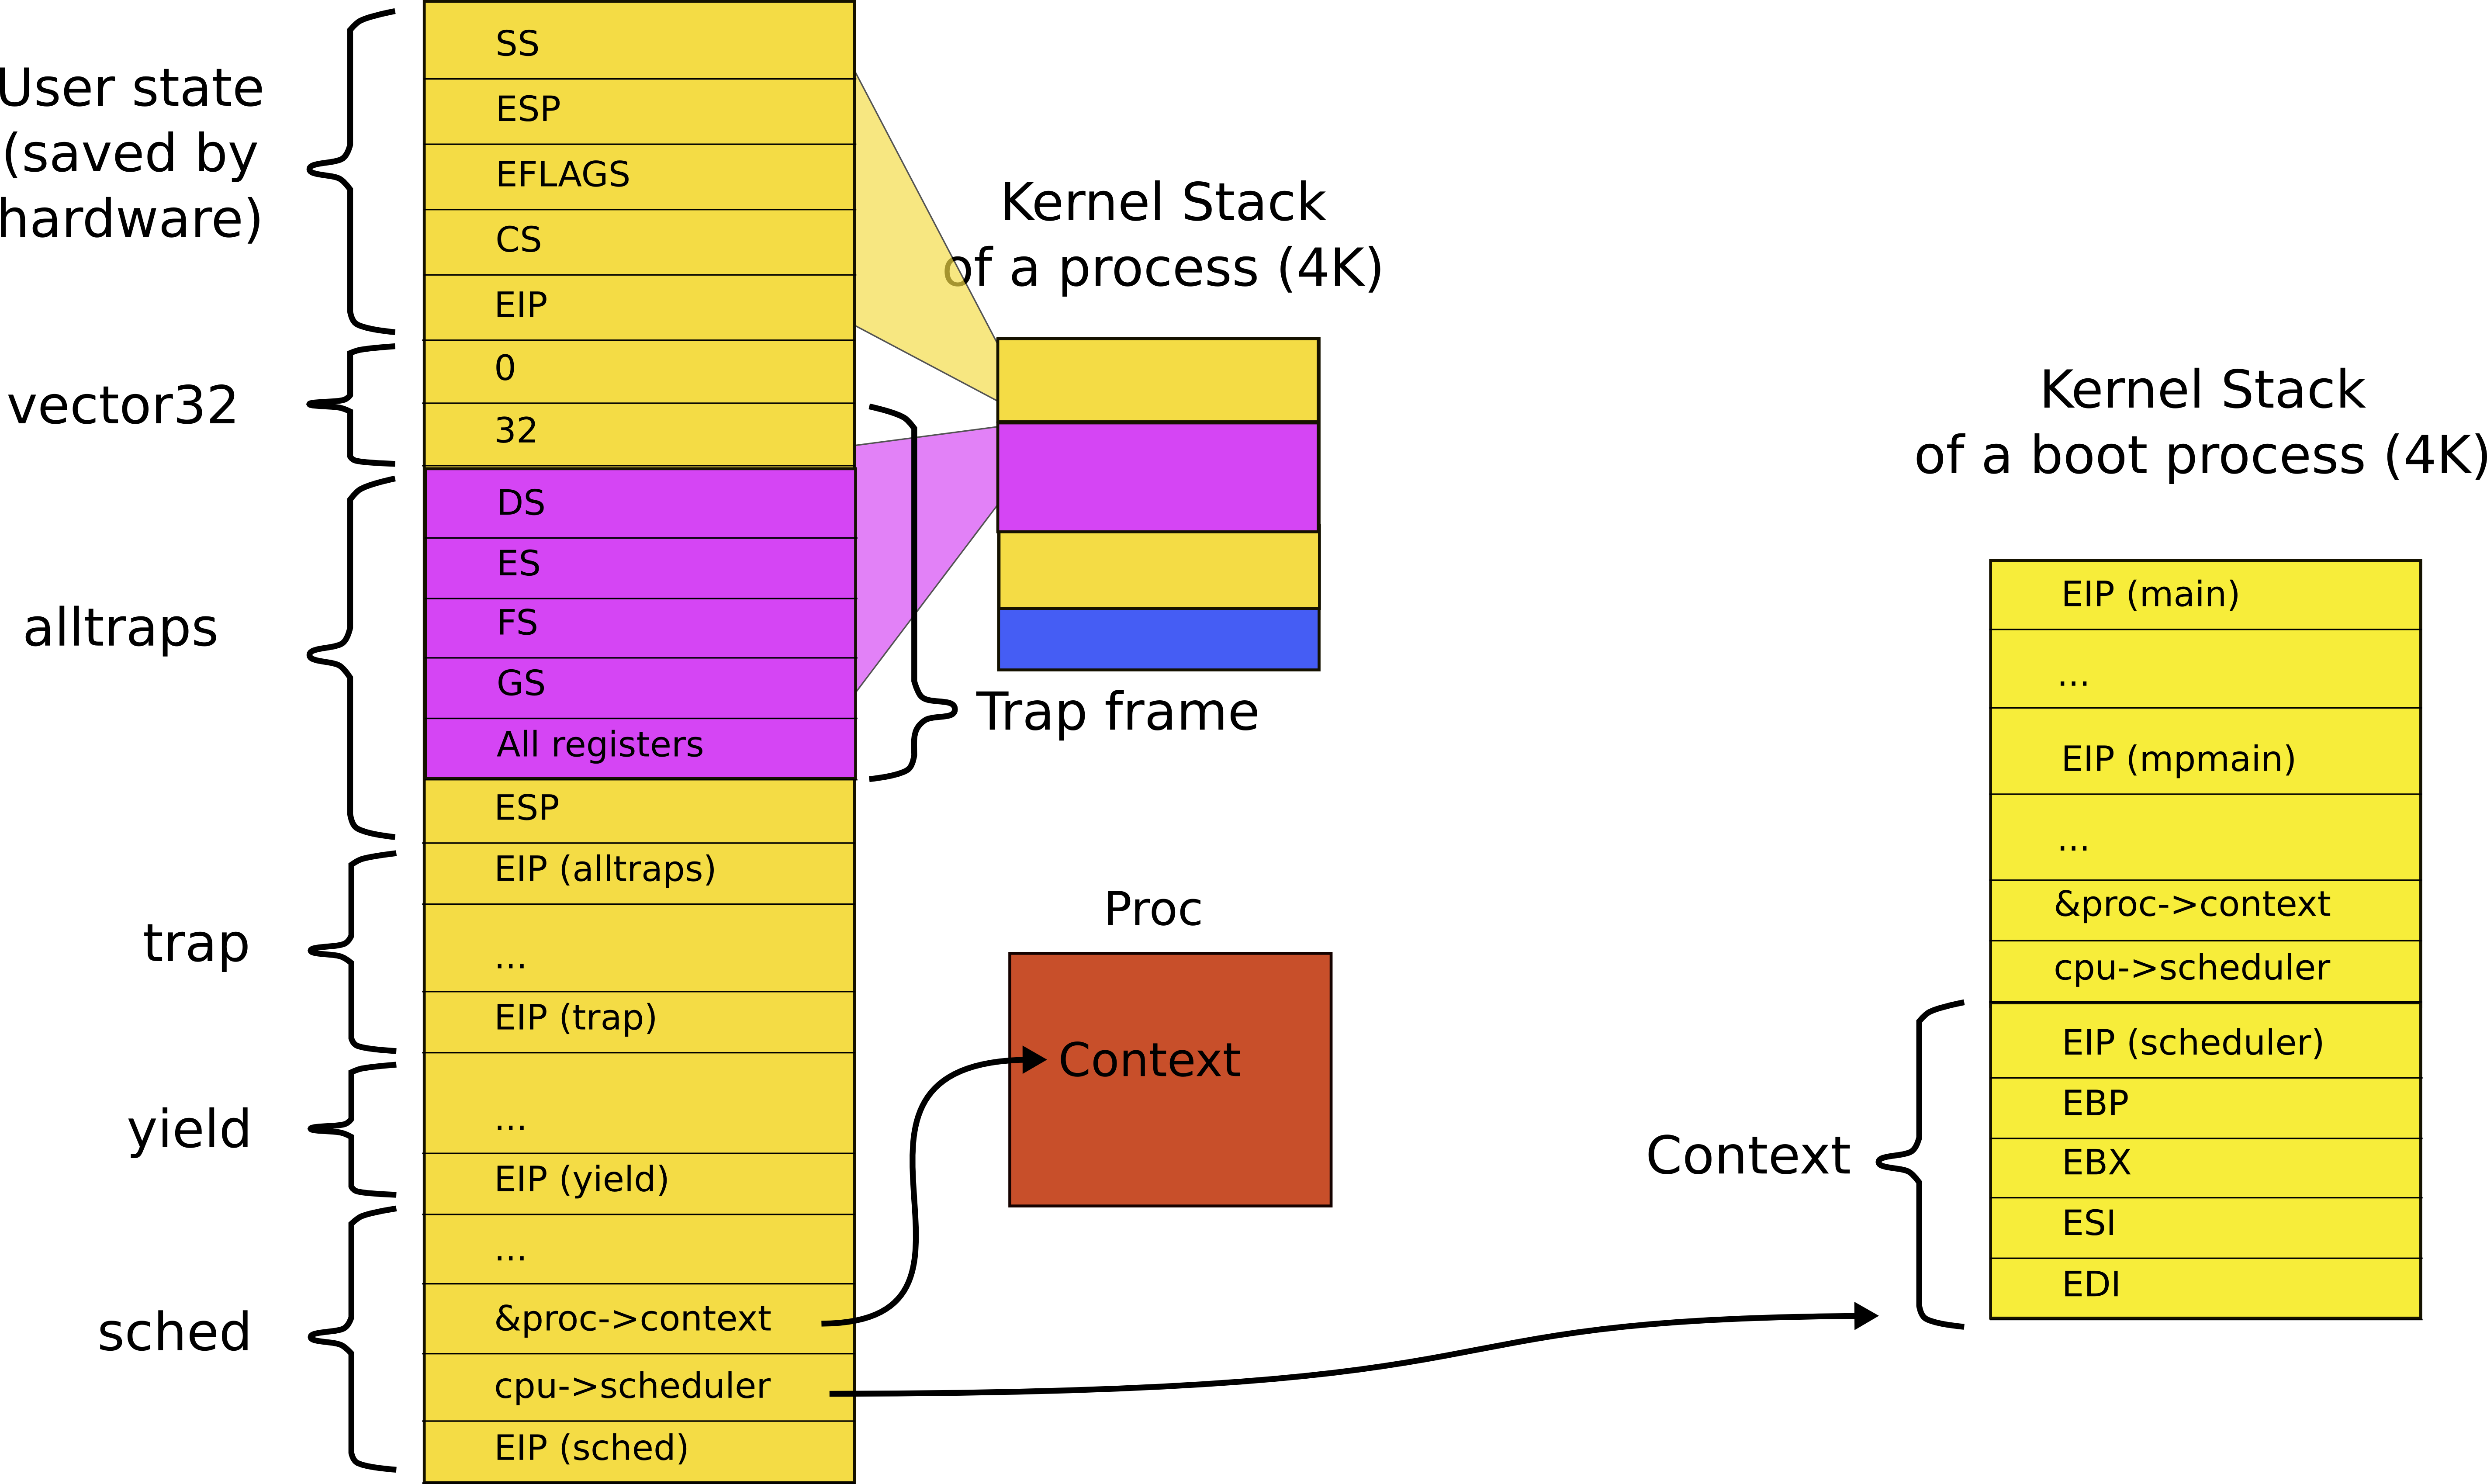 User state
(saved by
hardware)
vector32
alltraps
trap
yield
sched
SS
ESP
EFLAGS
CS
EIP
0
32
DS
ES
FS
GS
All registers
ESP
EIP (alltraps)
...
EIP (trap)
...
EIP (yield)
...
&proc->context
cpu->scheduler
EIP (sched)
Kernel Stack
of a process (4K)
Trap frame
Proc
Context
Kernel Stack
of a boot process (4K)
EIP (main)
...
EIP (mpmain)
...
&proc->context
cpu->scheduler
EIP (scheduler)
EBP
EBX
ESI
EDI
Context